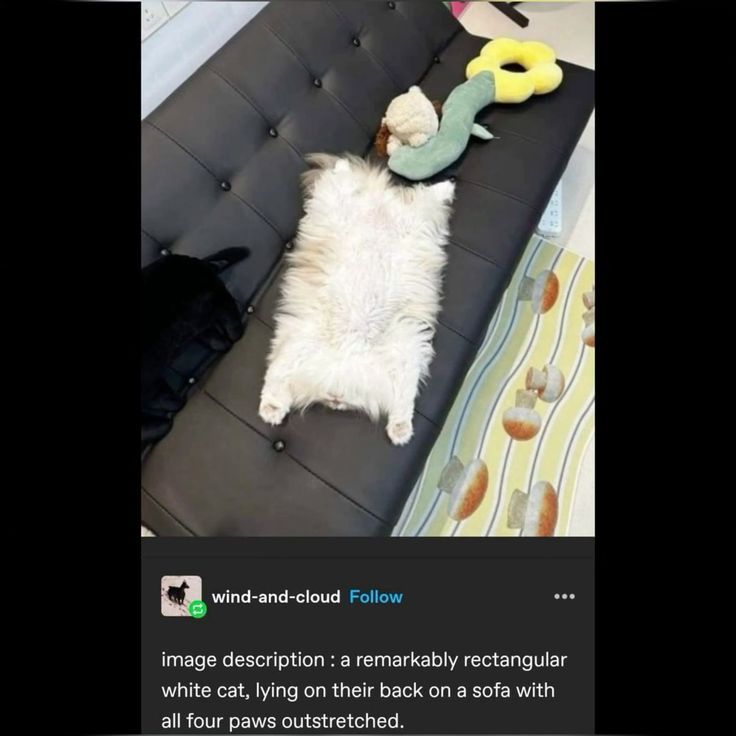 wind-and-cloud Follow
image description : a remarkably rectangular
white cat, lying on their back on a sofa with
all four paws outstretched.